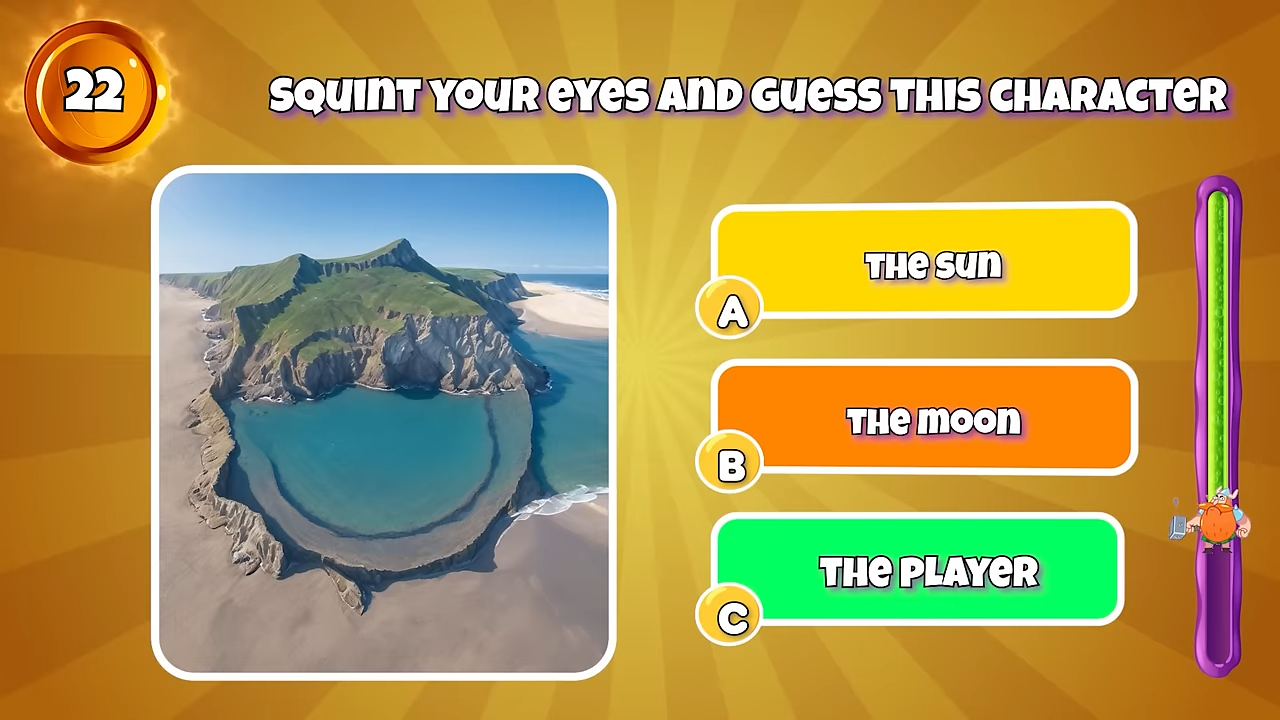 22
SQUINT YOUR EYES AND GUESS THIS CHARACTER
THE SUN
A
THE MOON
B
THE PLAYER
C